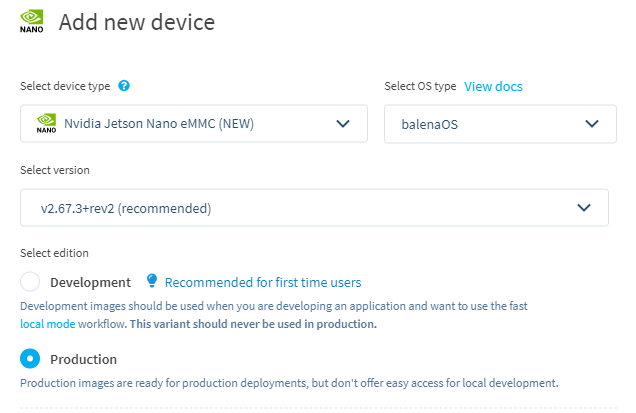 NANO
Add new device
Select device type ?
Select OS type View docs
NANO Nvidia Jetson Nano eMMC (NEW)
balenaOS
Select version
v2.67.3+rev2 (recommended)
Select edition
Development Recommended for first time users
Development images should be used when you are developing an application and want to use the fast
local mode workflow. This variant should never be used in production.
Production
Production images are ready for production deployments, but don't offer easy access for local development.